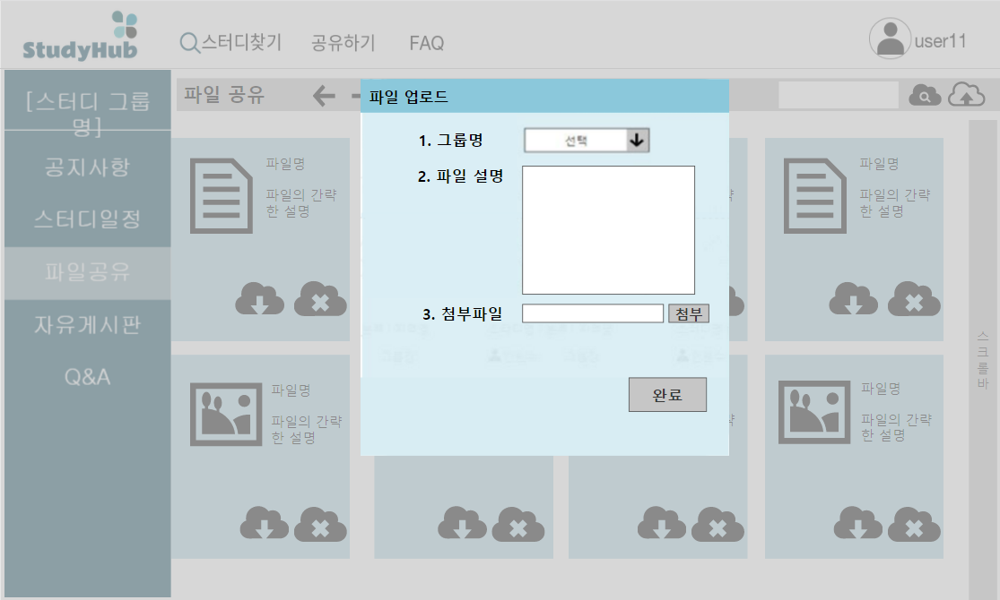 StudyHub
스터디찾기
공유하기
FAQ
user11
[스터디 그룹
명]
공지사항
스터디일정
파일공유
자유게시판
Q&A
파일 공유
파일 업로드
1. 그룹명
선택
2. 파일 설명
3. 첨부파일
첨부
완료
파일명
파일의 간략
한 설명
파일명
파일의 간략
한 설명
파일명
파일의 간략
한 설명
파일명
파일의 간략
한 설명
스
크
롤
바